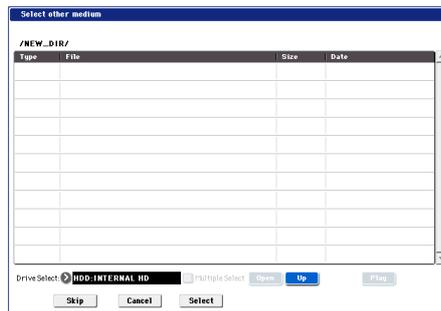 Select other medium
/NEW_DIR/
Type File Size Date
Drive Select: HDD:INTERNAL HD Multiple Select Open Up Play
Skip Cancel Select